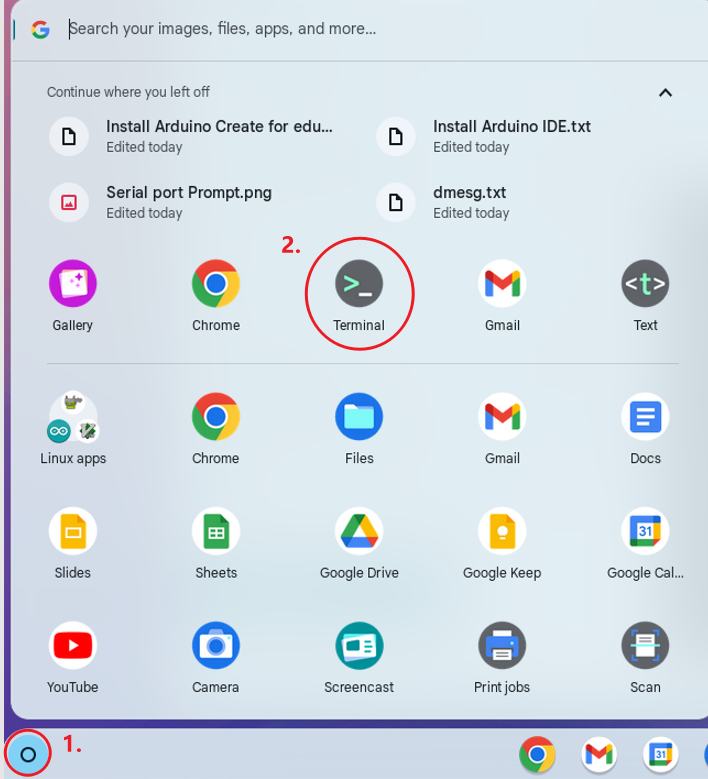 Search your images, files, apps, and more...
Continue where you left off
Install Arduino Create for edu...
Edited today
Install Arduino IDE.txt
Edited today
Serial port Prompt.png
Edited today
dmesg.txt
Edited today
2.
>_
<t>
Gallery
Chrome
Terminal
Gmail
Text
Linux apps
Chrome
Files
Gmail
Docs
31
Slides
Sheets
Google Drive
Google Keep
Google Cal...
YouTube
Camera
Screencast
Print jobs
Scan
1.
31